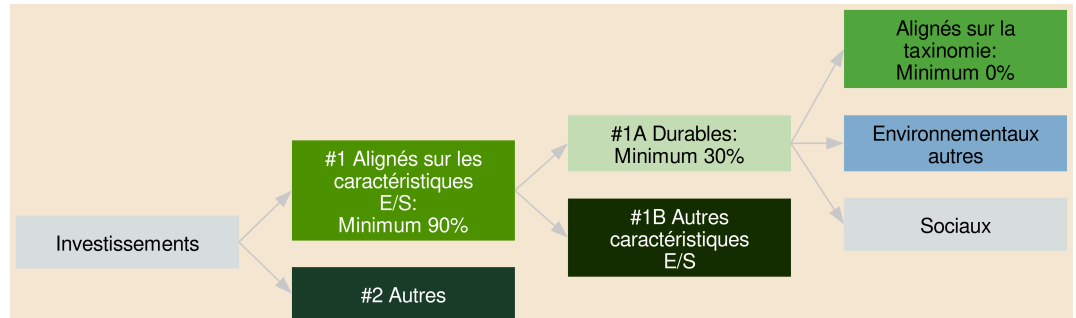 Investissements
#1 Alignés sur les
caractéristiques
E/S:
Minimum 90%
#2 Autres
#1A Durables:
Minimum 30%
#1B Autres
caractéristiques
E/S
Alignés sur la
taxinomie:
Minimum 0%
Environnementaux
autres
Sociaux